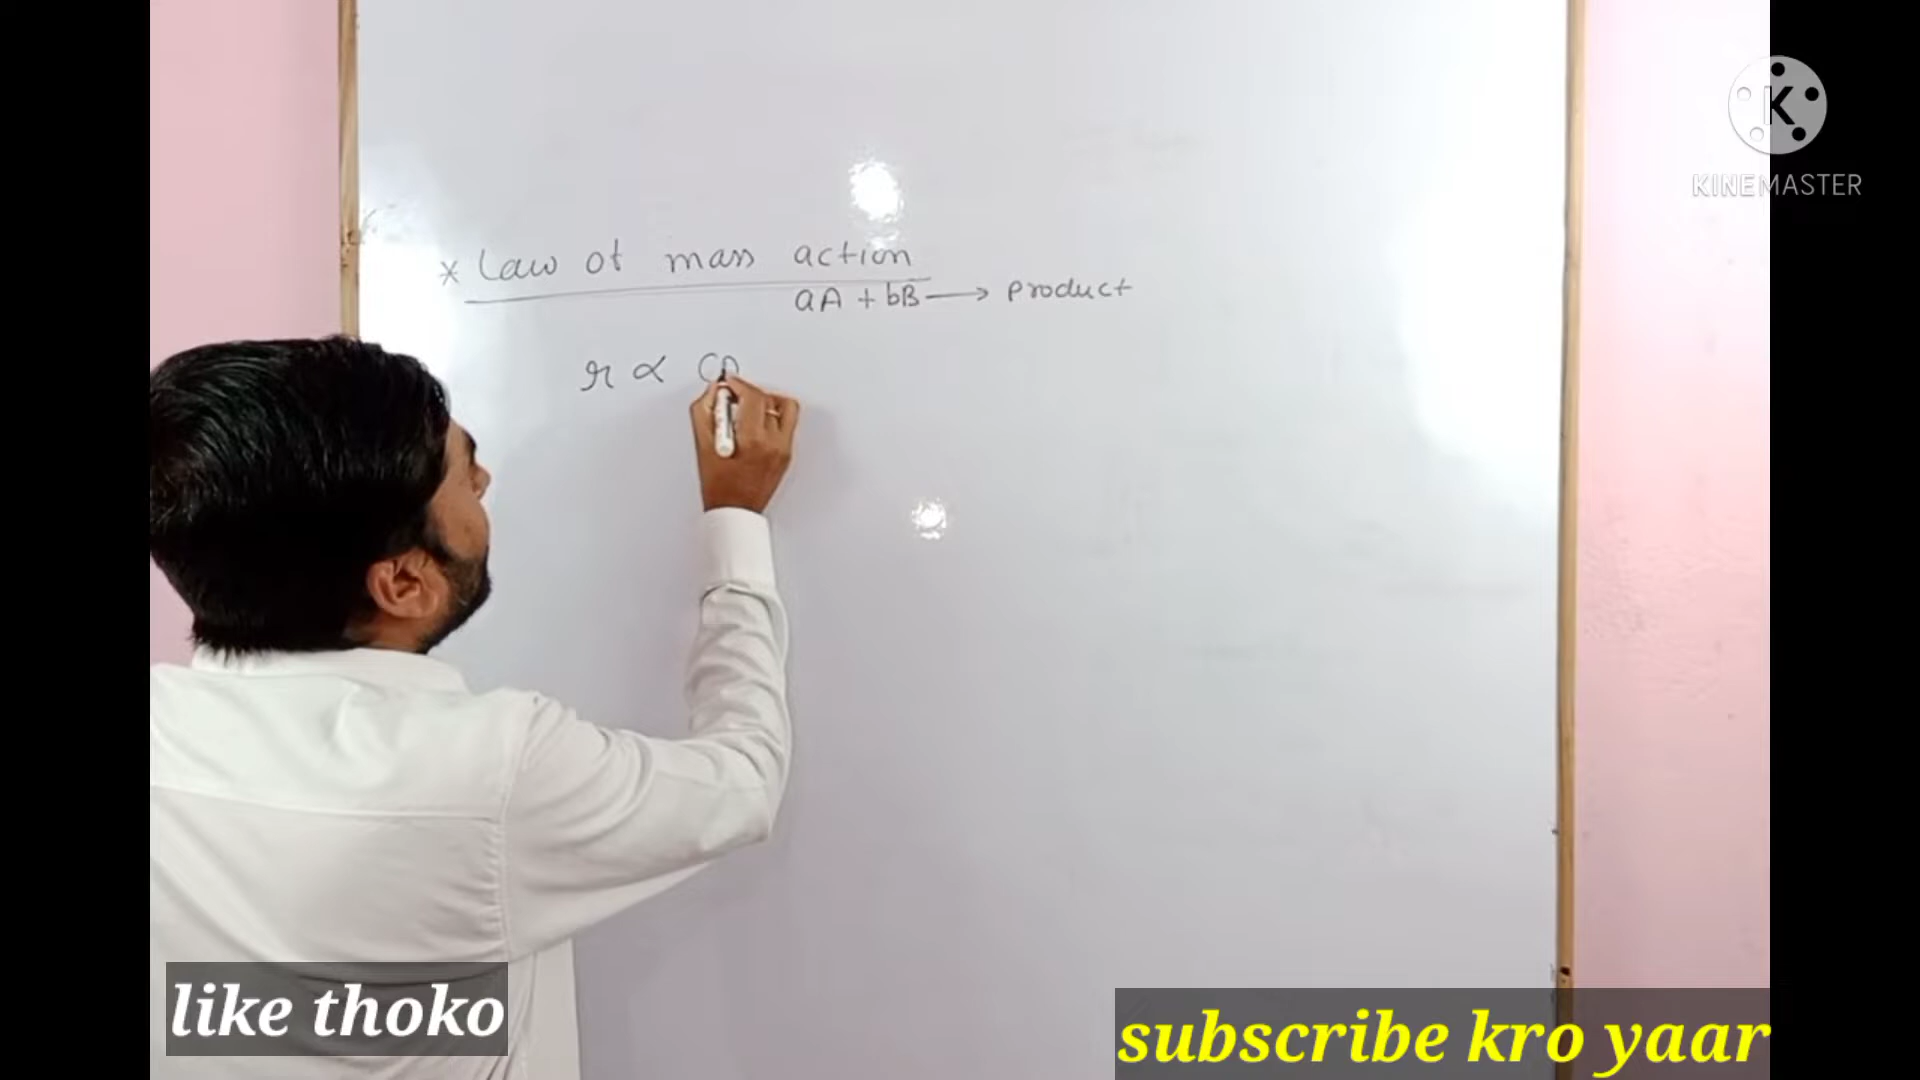 * Law of mass action
aA + bB ⟶ product
r ∝ 
KINEMASTER
like thoko
subscribe kro yaar